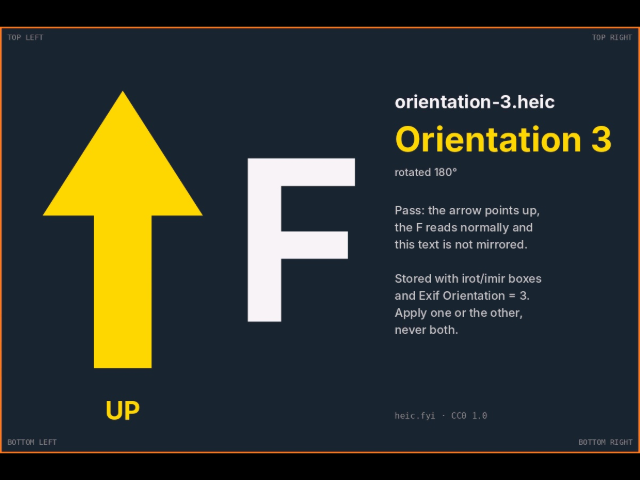 TOP LEFT
TOP RIGHT
orientation-3.heic
Orientation 3
rotated 180°
F
Pass: the arrow points up,
the F reads normally and
this text is not mirrored.
Stored with irot/imir boxes
and Exif Orientation = 3.
Apply one or the other,
never both.
UP
heic.fyi · CC0 1.0
BOTTOM LEFT
BOTTOM RIGHT